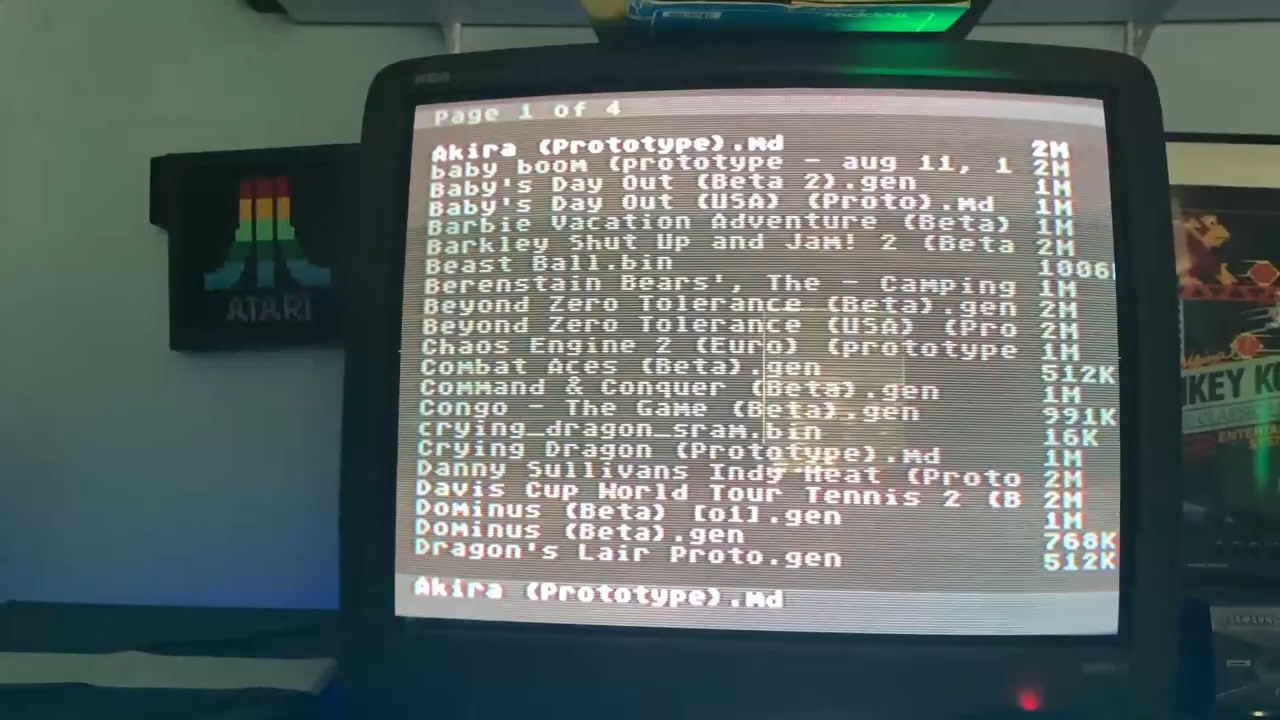 RCA
Page 1 of 4
Akira (Prototype).md 2M
baby boom (prototype - aug 11, 1 2M
Baby's Day Out (Beta 2).gen 1M
Baby's Day Out (USA) (Proto).md 1M
Barbie Vacation Adventure (Beta) 1M
Barkley Shut Up and Jam! 2 (Beta 2M
Beast Ball.bin 1006
Berenstain Bears', The - Camping 1M
Beyond Zero Tolerance (Beta).gen 2M
Beyond Zero Tolerance (USA) (Pro 2M
Chaos Engine 2 (Euro) (prototype 1M
Combat Aces (Beta).gen 512K
Command & Conquer (Beta).gen 1M
Congo - The Game (Beta).gen 991K
crying_dragon_sram.bin 16K
Crying Dragon (Prototype).md 1M
Danny Sullivans Indy Heat (Proto 2M
Davis Cup World Tour Tennis 2 (B 2M
Dominus (Beta) [o1].gen 1M
Dominus (Beta).gen 768K
Dragon's Lair Proto.gen 512K
Akira (Prototype).md
ATARI
NKEY KO
CLASSIC
SAMSUN